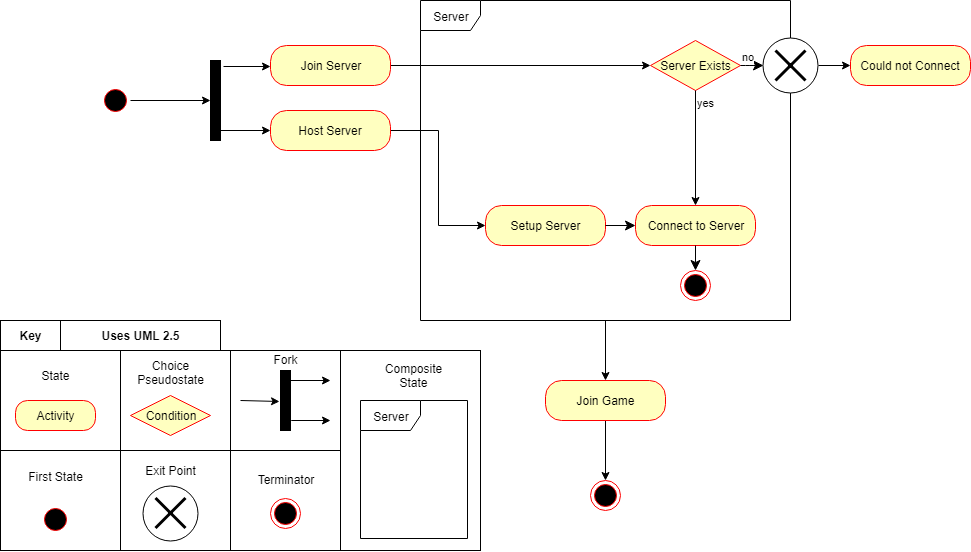 Server
Join Server
Server Exists
no
Could not Connect
yes
Host Server
Setup Server
Connect to Server
Key
Uses UML 2.5
State
Activity
Choice
Pseudostate
Condition
Fork
Composite
State
Server
First State
Exit Point
Terminator
Join Game